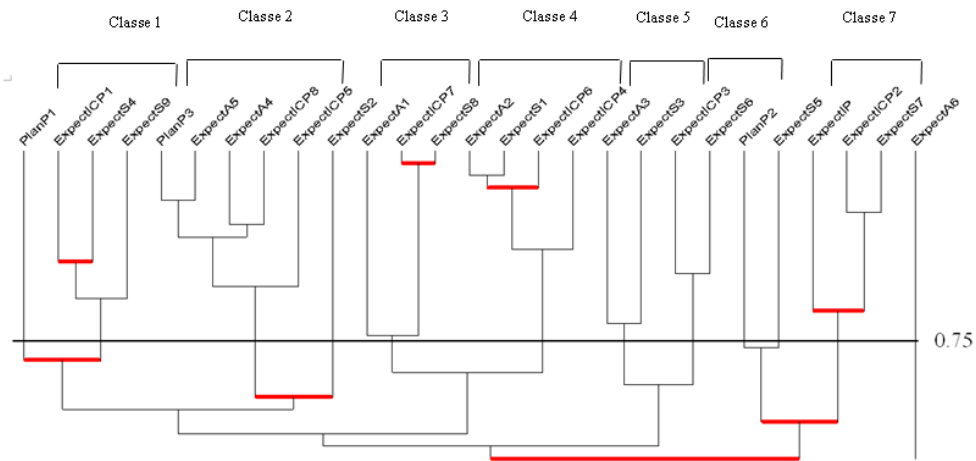 Classe 1 Classe 2 Classe 3 Classe 4 Classe 5 Classe 6 Classe 7
PlanP1
ExpectICP1
ExpectS4
ExpectS9
PlanP3
ExpectA5
ExpectA4
ExpectICP8
ExpectICP5
ExpectS2
ExpectA1
ExpectICP7
ExpectS8
ExpectA2
ExpectS1
ExpectICP6
ExpectICP4
ExpectA3
ExpectS3
ExpectICP3
ExpectS6
PlanP2
ExpectS5
ExpectIP
ExpectICP2
ExpectS7
ExpectA6
0.75